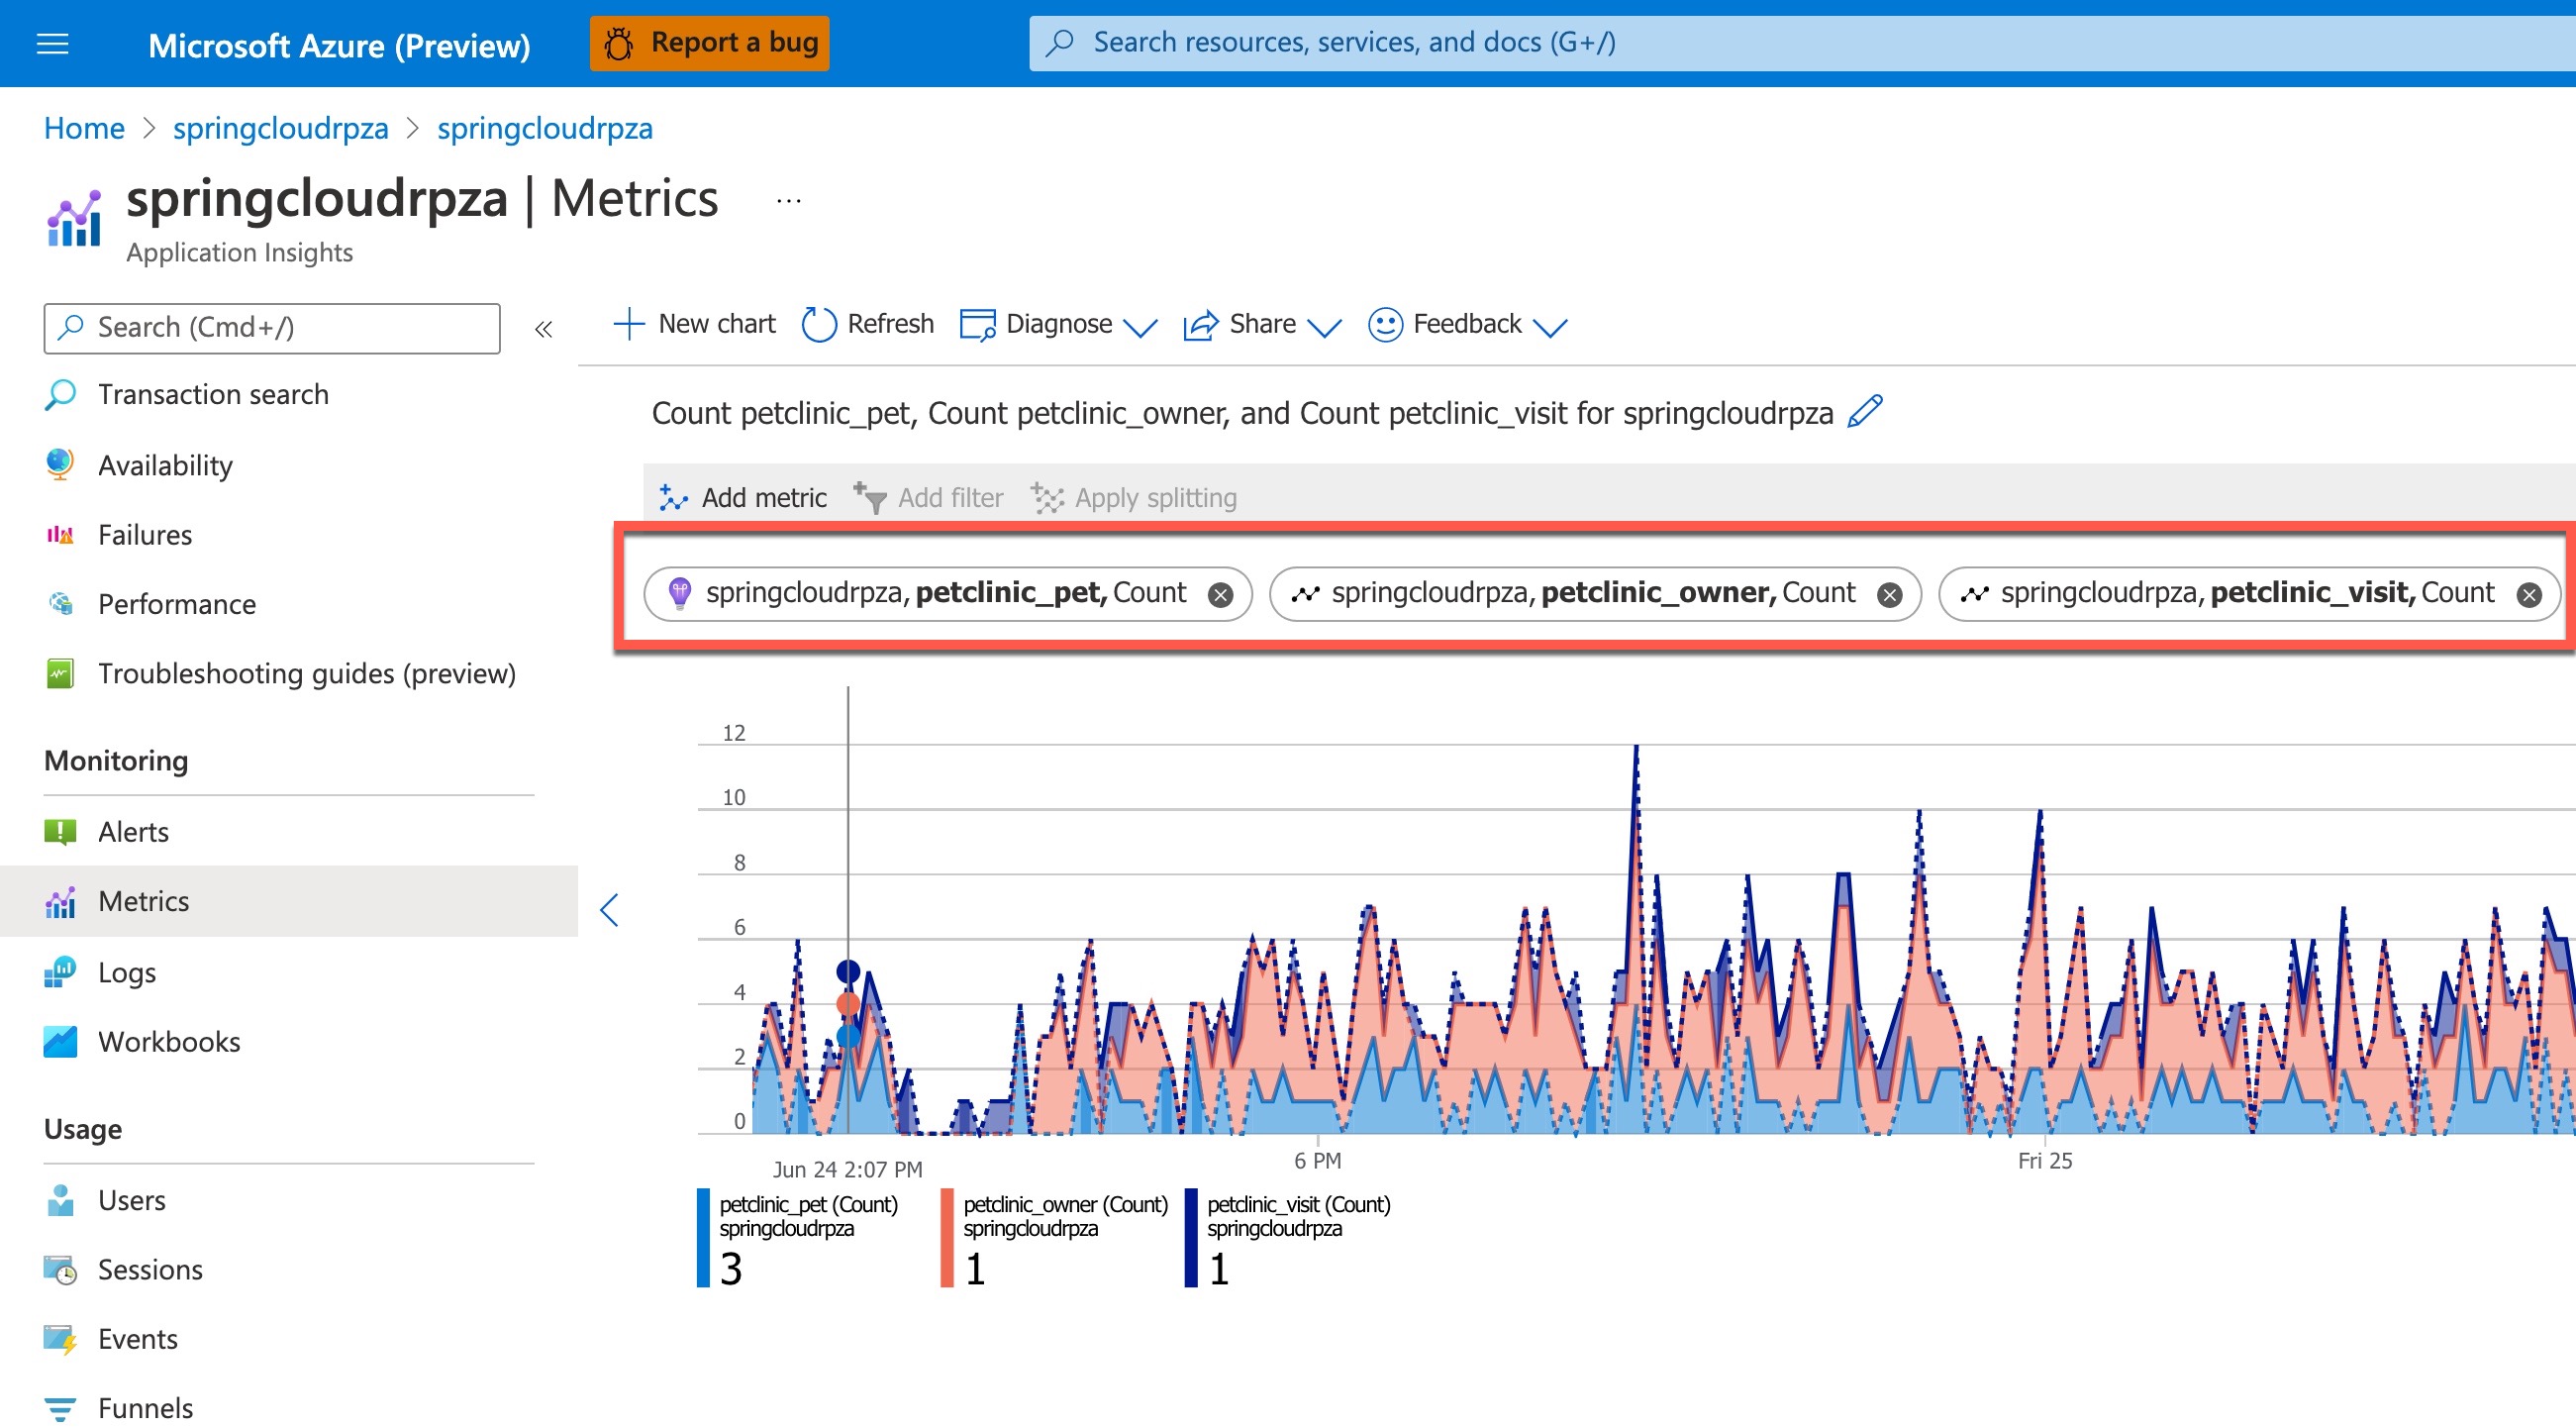 Microsoft Azure (Preview)
Report a bug
Search resources, services, and docs (G+/)
Home > springcloudrpza > springcloudrpza
springcloudrpza | Metrics ...
Application Insights
Search (Cmd+/)
«
New chart
Refresh
Diagnose
Share
Feedback
Transaction search
Availability
Failures
Performance
Troubleshooting guides (preview)
Monitoring
Alerts
Metrics
Logs
Workbooks
Usage
Users
Sessions
Events
Funnels
Count petclinic_pet, Count petclinic_owner, and Count petclinic_visit for springcloudrpza
Add metric
Add filter
Apply splitting
springcloudrpza, petclinic_pet, Count
springcloudrpza, petclinic_owner, Count
springcloudrpza, petclinic_visit, Count
12
10
8
6
4
2
0
Jun 24 2:07 PM
6 PM
Fri 25
petclinic_pet (Count)
springcloudrpza
3
petclinic_owner (Count)
springcloudrpza
1
petclinic_visit (Count)
springcloudrpza
1